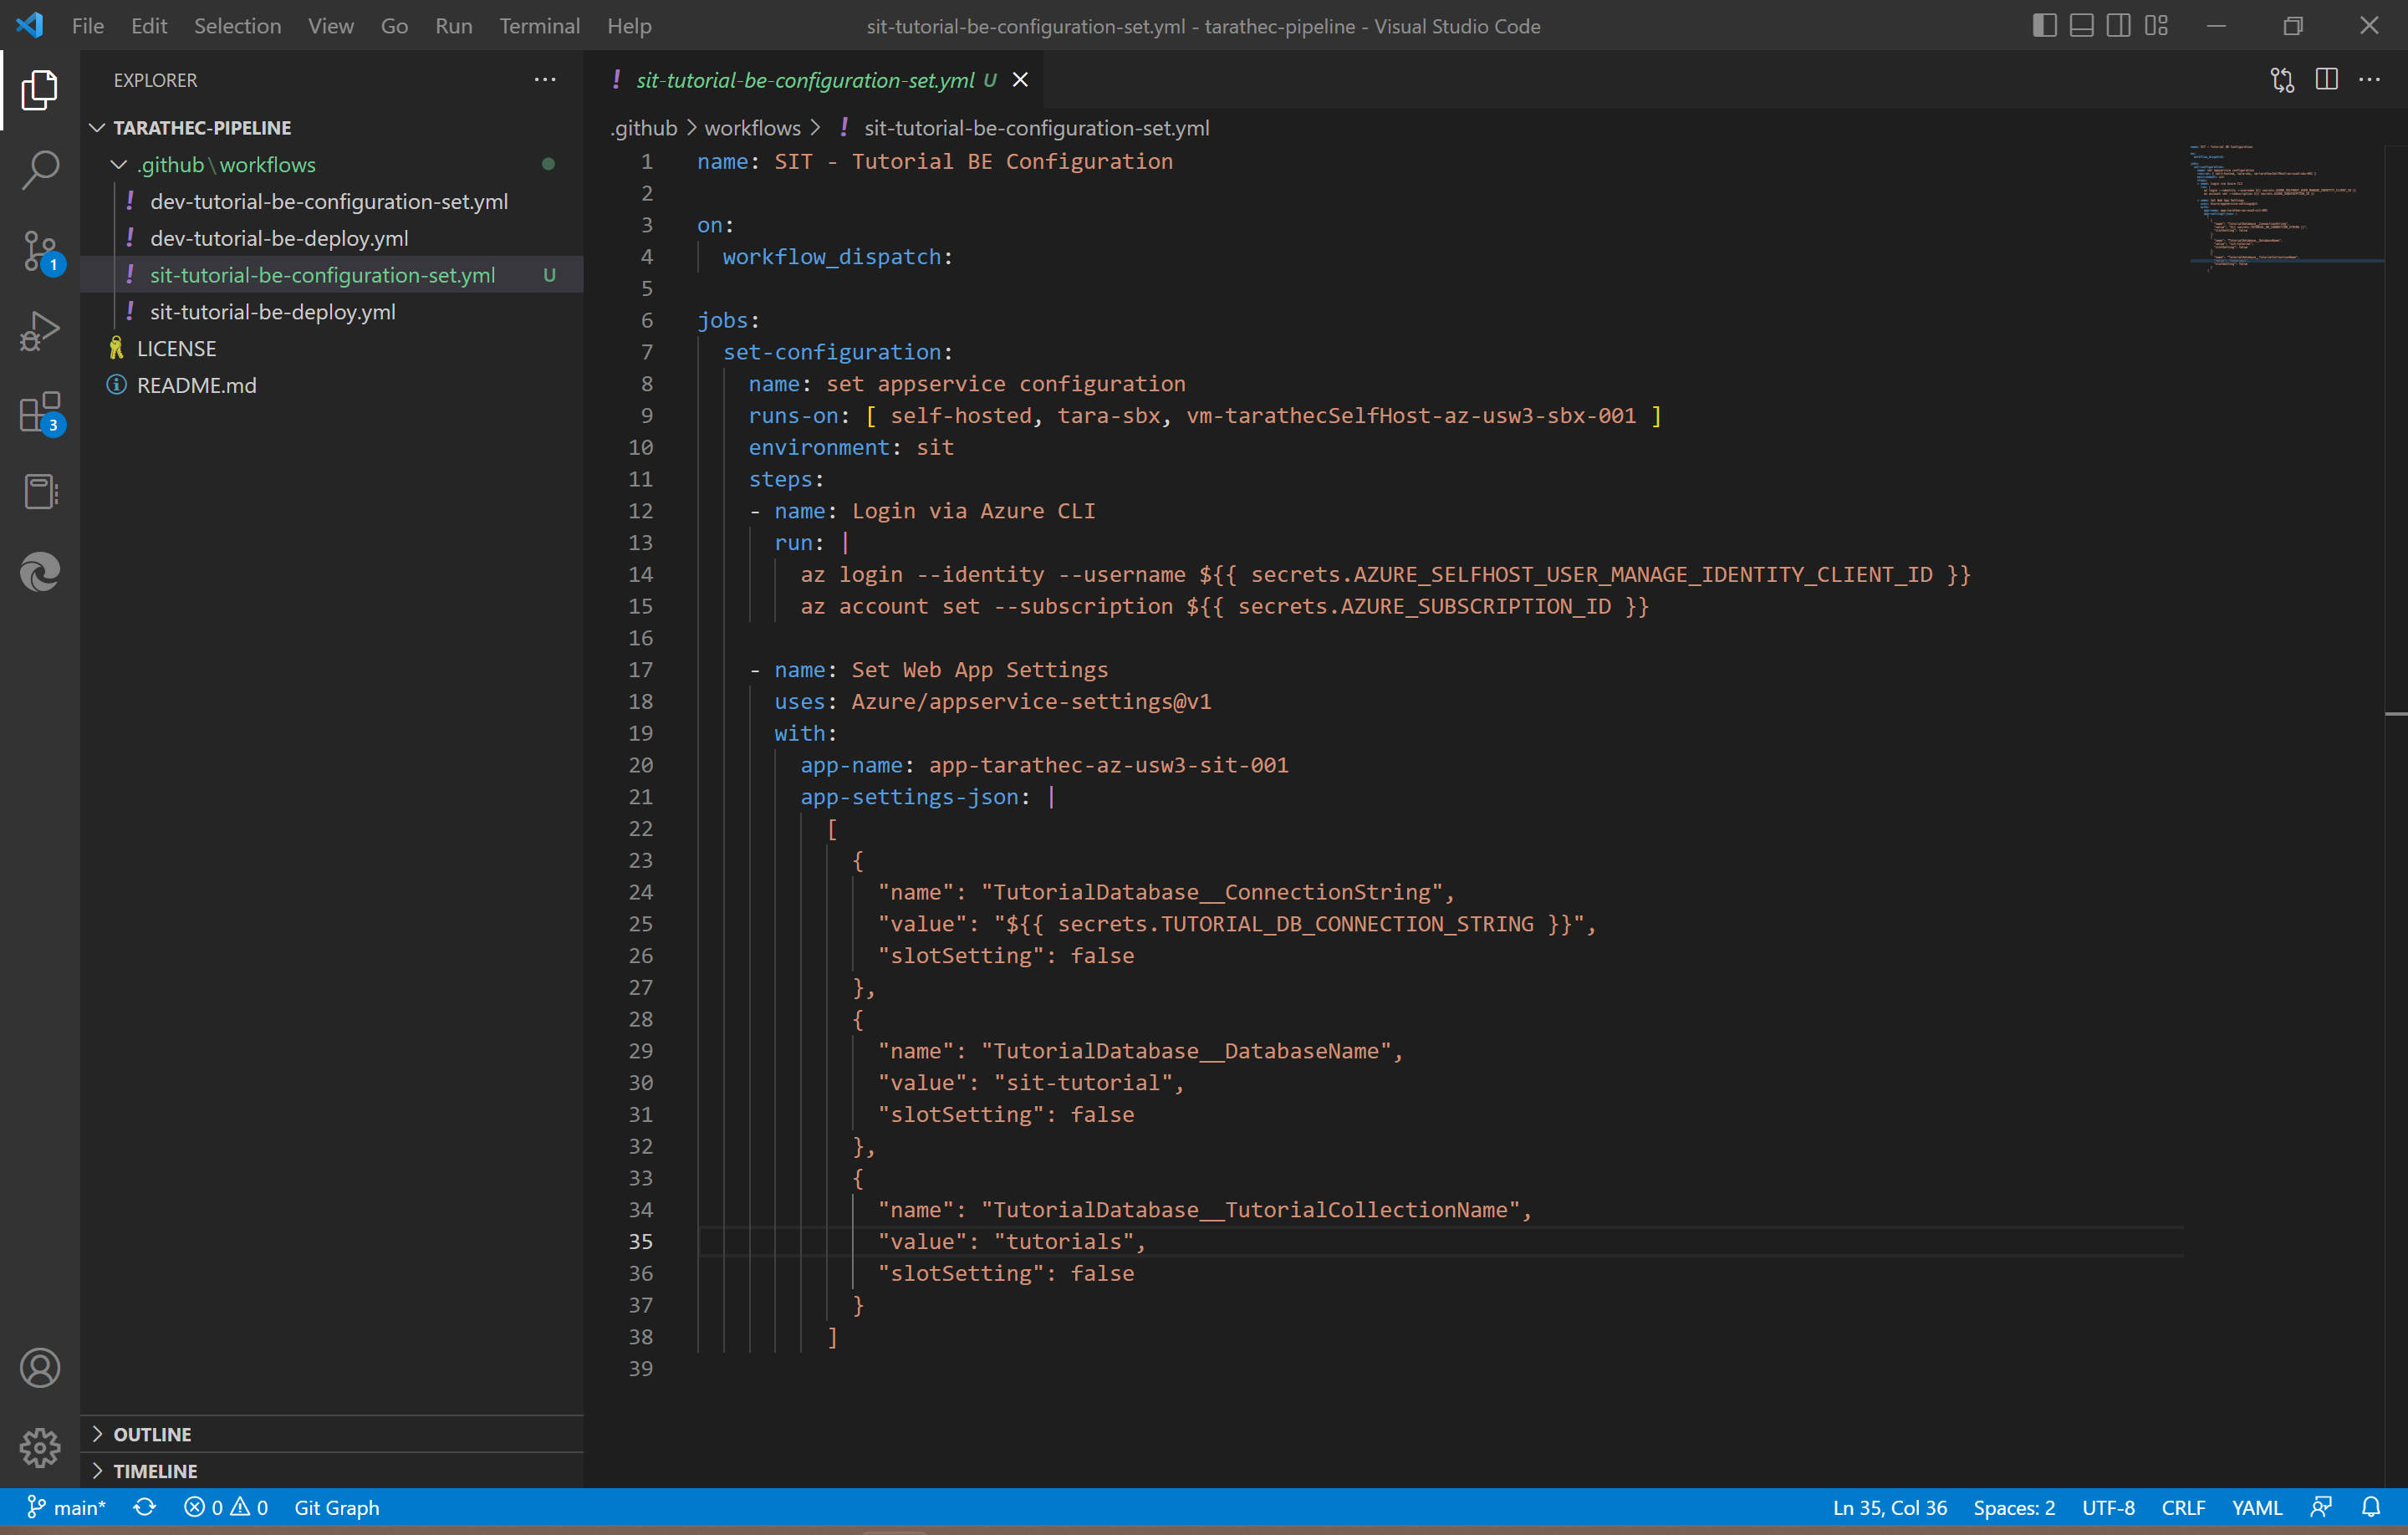 File Edit Selection View Go Run Terminal Help
sit-tutorial-be-configuration-set.yml - tarathec-pipeline - Visual Studio Code
EXPLORER
TARATHEC-PIPELINE
.github\workflows
dev-tutorial-be-configuration-set.yml
dev-tutorial-be-deploy.yml
sit-tutorial-be-configuration-set.yml U
sit-tutorial-be-deploy.yml
LICENSE
README.md
1
3
OUTLINE
TIMELINE
! sit-tutorial-be-configuration-set.yml U
.github > workflows > ! sit-tutorial-be-configuration-set.yml
1 name: SIT - Tutorial BE Configuration
2
3 on:
4 workflow_dispatch:
5
6 jobs:
7 set-configuration:
8 name: set appservice configuration
9 runs-on: [ self-hosted, tara-sbx, vm-tarathecSelfHost-az-usw3-sbx-001 ]
10 environment: sit
11 steps:
12 - name: Login via Azure CLI
13 run: |
14 az login --identity --username ${{ secrets.AZURE_SELFHOST_USER_MANAGE_IDENTITY_CLIENT_ID }}
15 az account set --subscription ${{ secrets.AZURE_SUBSCRIPTION_ID }}
16
17 - name: Set Web App Settings
18 uses: Azure/appservice-settings@v1
19 with:
20 app-name: app-tarathec-az-usw3-sit-001
21 app-settings-json: |
22 [
23 {
24 "name": "TutorialDatabase__ConnectionString",
25 "value": "${{ secrets.TUTORIAL_DB_CONNECTION_STRING }}",
26 "slotSetting": false
27 },
28 {
29 "name": "TutorialDatabase__DatabaseName",
30 "value": "sit-tutorial",
31 "slotSetting": false
32 },
33 {
34 "name": "TutorialDatabase__TutorialCollectionName",
35 "value": "tutorials",
36 "slotSetting": false
37 }
38 ]
39
main* 0 0 Git Graph
Ln 35, Col 36 Spaces: 2 UTF-8 CRLF YAML